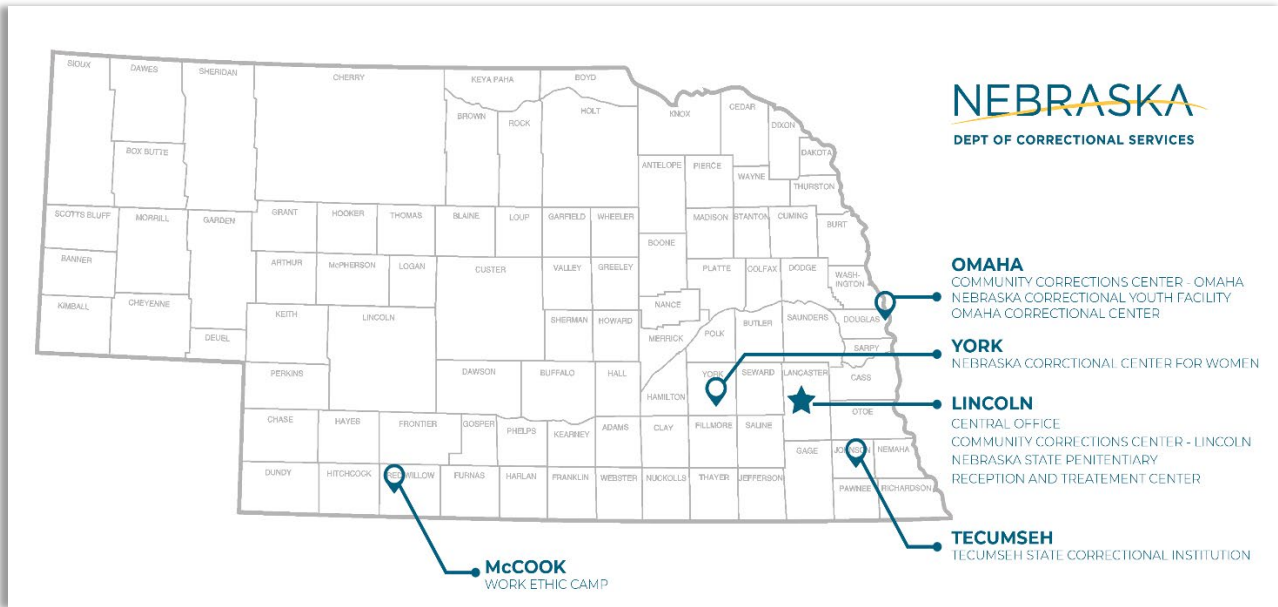 NEBRASKA
DEPT OF CORRECTIONAL SERVICES
SIOUX
DAWES
SHERIDAN
CHERRY
KEYA PAHA
BOYD
BROWN
ROCK
HOLT
KNOX
CEDAR
DIXON
DAKOTA
BOX BUTTE
ANTELOPE
PIERCE
WAYNE
THURSTON
SCOTTS BLUFF
MORRILL
GARDEN
GRANT
HOOKER
THOMAS
BLAINE
LOUP
GARFIELD
WHEELER
MADISON
STANTON
CUMING
BURT
BOONE
BANNER
ARTHUR
McPHERSON
LOGAN
CUSTER
VALLEY
GREELEY
PLATTE
COLFAX
DODGE
WASH-
INGTON
KIMBALL
CHEYENNE
DEUEL
KEITH
LINCOLN
SHERMAN
HOWARD
NANCE
MERRICK
POLK
BUTLER
SAUNDERS
DOUGLAS
SARPY
PERKINS
DAWSON
BUFFALO
HALL
HAMILTON
YORK
SEWARD
LANCASTER
CASS
OTOE
CHASE
HAYES
FRONTIER
GOSPER
PHELPS
KEARNEY
ADAMS
CLAY
FILLMORE
SALINE
GAGE
JOHNSON
NEMAHA
DUNDY
HITCHCOCK
RED WILLOW
FURNAS
HARLAN
FRANKLIN
WEBSTER
NUCKOLLS
THAYER
JEFFERSON
PAWNEE
RICHARDSON
OMAHA
COMMUNITY CORRECTIONS CENTER - OMAHA
NEBRASKA CORRECTIONAL YOUTH FACILITY
OMAHA CORRECTIONAL CENTER
YORK
NEBRASKA CORRCTIONAL CENTER FOR WOMEN
LINCOLN
CENTRAL OFFICE
COMMUNITY CORRECTIONS CENTER - LINCOLN
NEBRASKA STATE PENITENTIARY
RECEPTION AND TREATEMENT CENTER
TECUMSEH
TECUMSEH STATE CORRECTIONAL INSTITUTION
McCOOK
WORK ETHIC CAMP